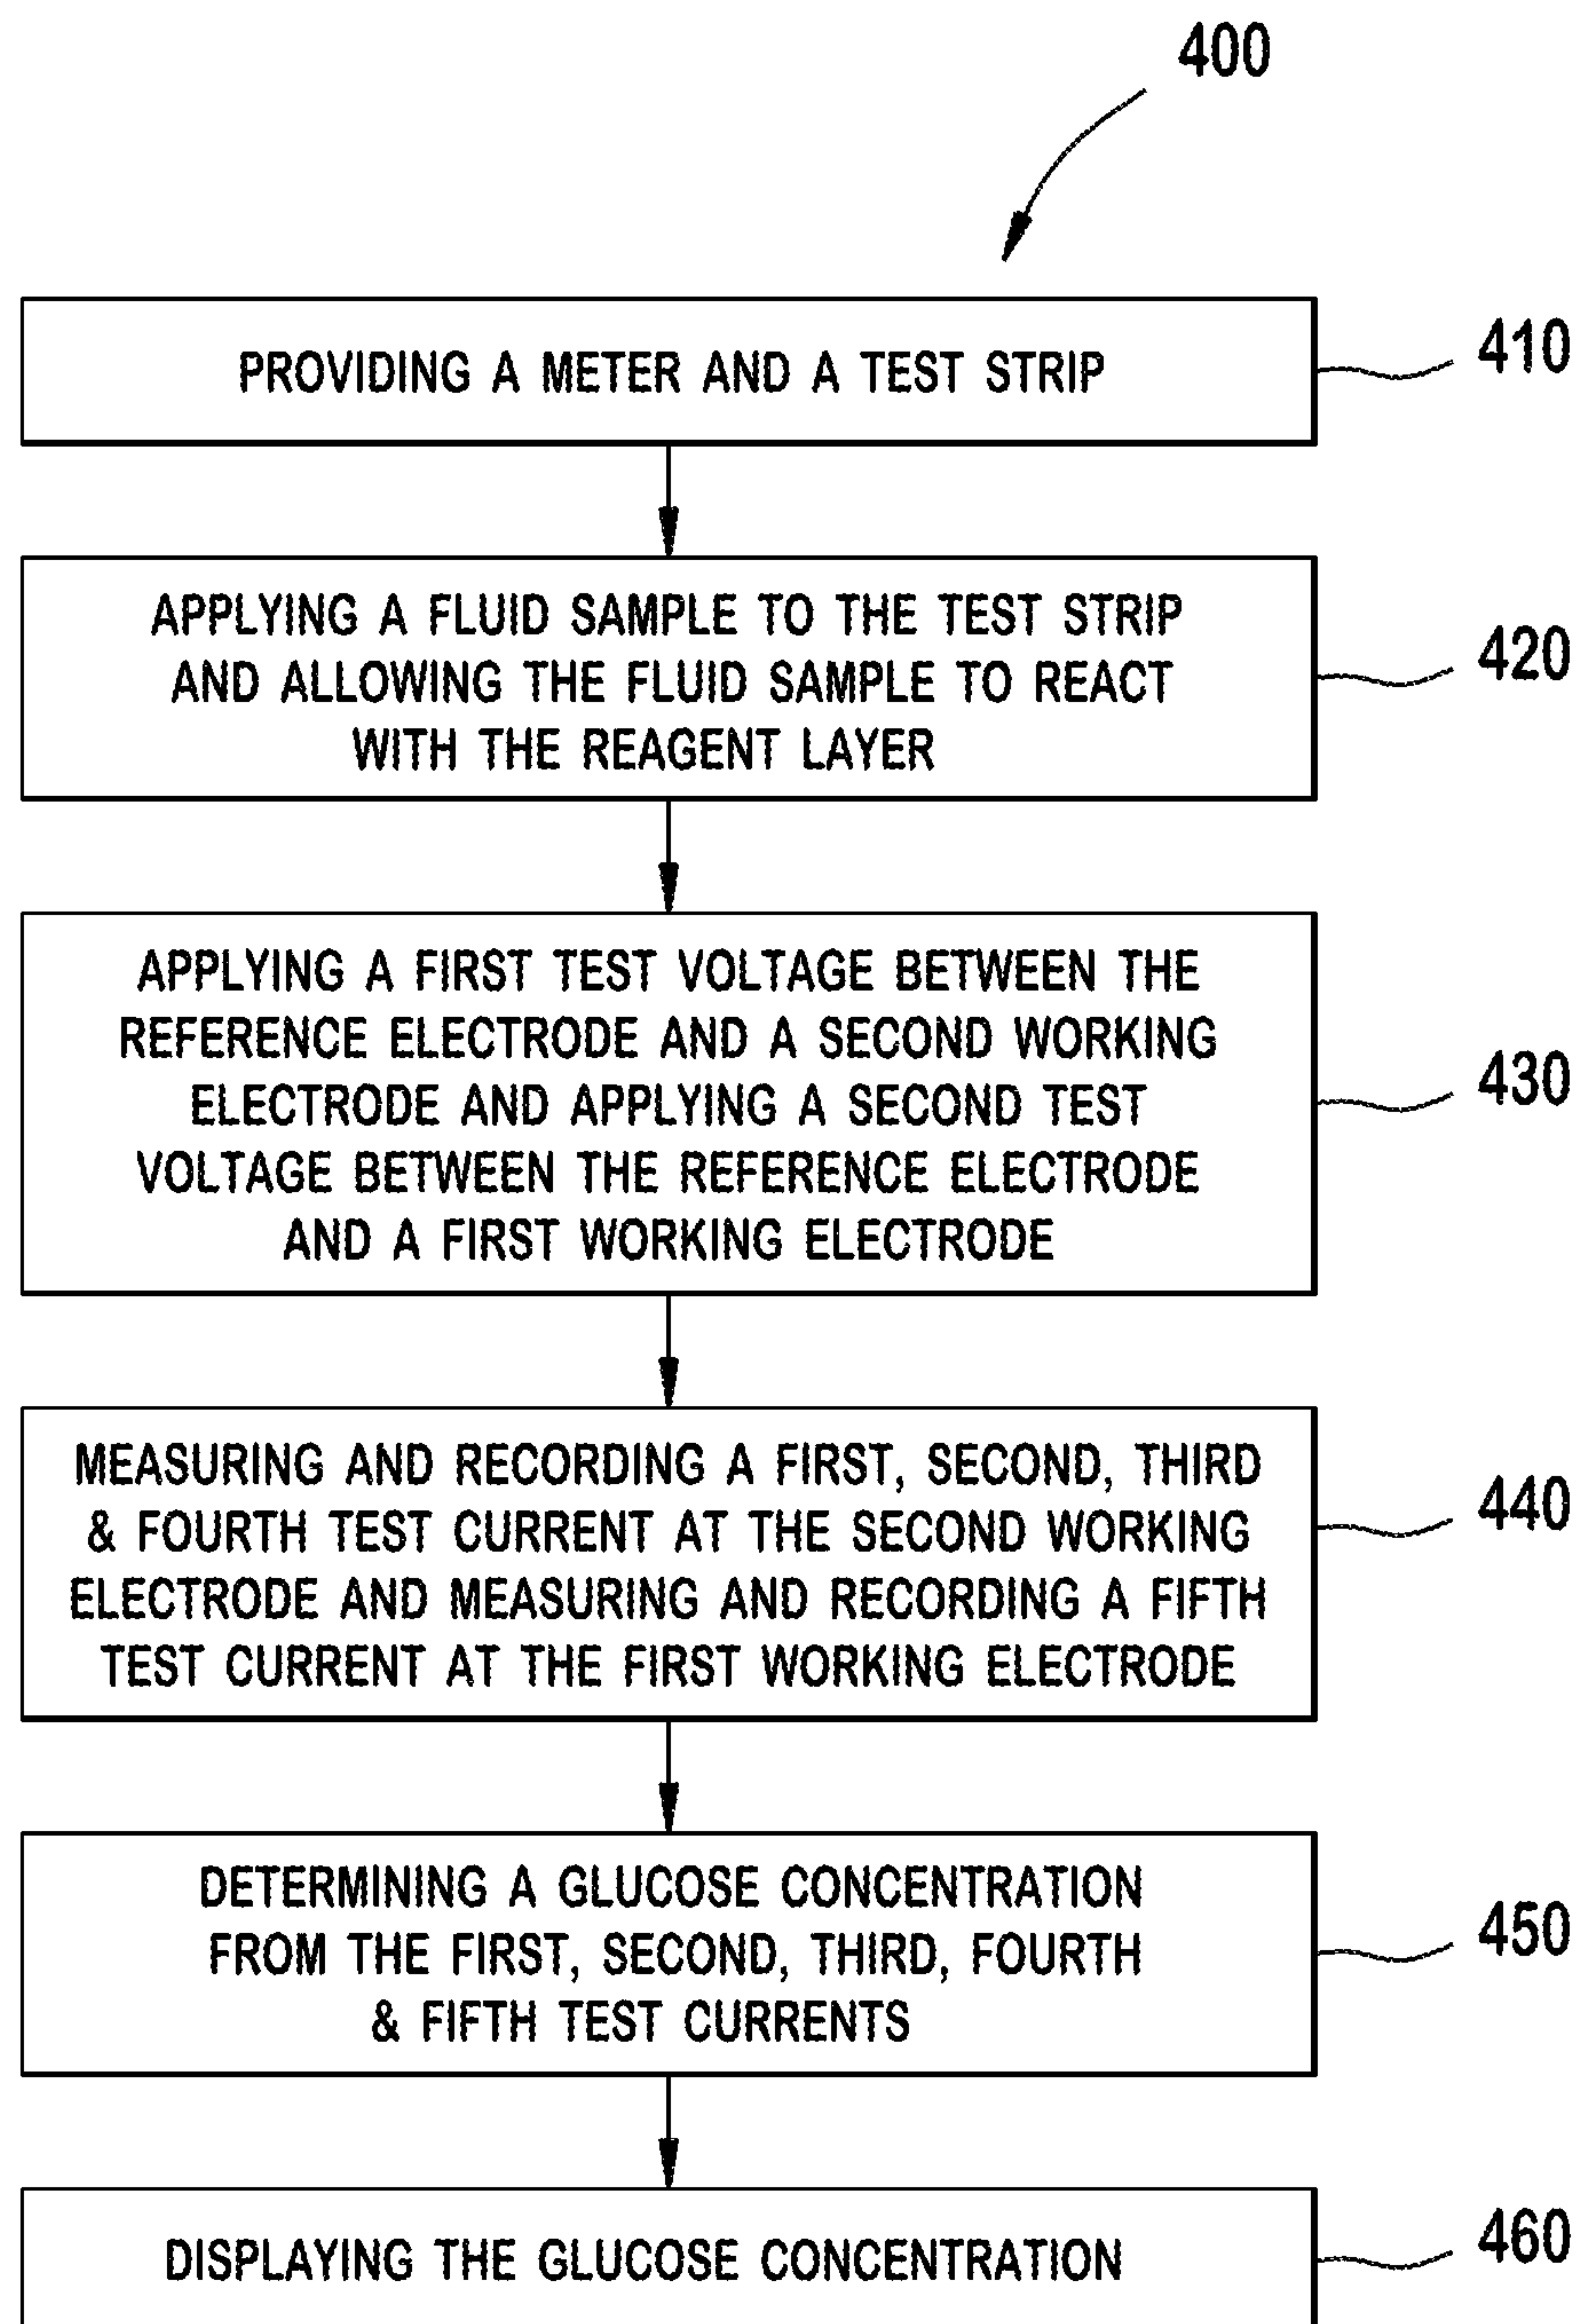 400
PROVIDING A METER AND A TEST STRIP
410
APPLYING A FLUID SAMPLE TO THE TEST STRIP
AND ALLOWING THE FLUID SAMPLE TO REACT
WITH THE REAGENT LAYER
420
APPLYING A FIRST TEST VOLTAGE BETWEEN THE
REFERENCE ELECTRODE AND A SECOND WORKING
ELECTRODE AND APPLYING A SECOND TEST
VOLTAGE BETWEEN THE REFERENCE ELECTRODE
AND A FIRST WORKING ELECTRODE
430
MEASURING AND RECORDING A FIRST, SECOND, THIRD
& FOURTH TEST CURRENT AT THE SECOND WORKING
ELECTRODE AND MEASURING AND RECORDING A FIFTH
TEST CURRENT AT THE FIRST WORKING ELECTRODE
440
DETERMINING A GLUCOSE CONCENTRATION
FROM THE FIRST, SECOND, THIRD, FOURTH
& FIFTH TEST CURRENTS
450
DISPLAYING THE GLUCOSE CONCENTRATION
460